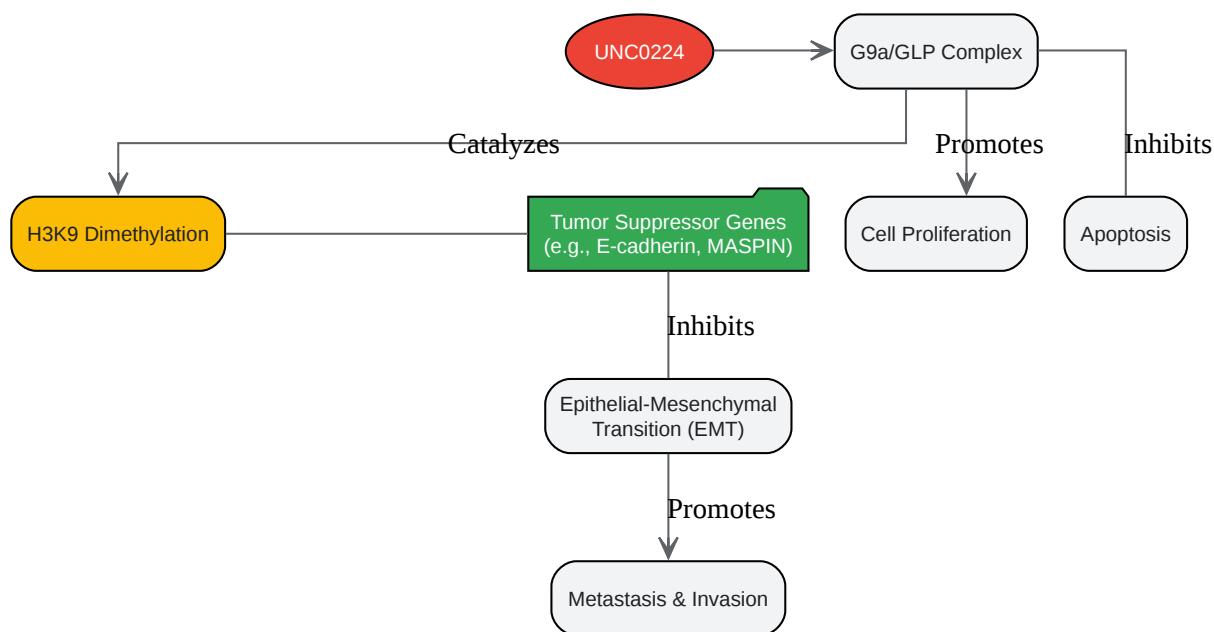 UNC0224
G9a/GLP Complex
Catalyzes
Promotes
Inhibits
H3K9 Dimethylation
Tumor Suppressor Genes
(e.g., E-cadherin, MASPIN)
Cell Proliferation
Apoptosis
Inhibits
Epithelial-Mesenchymal
Transition (EMT)
Promotes
Metastasis & Invasion